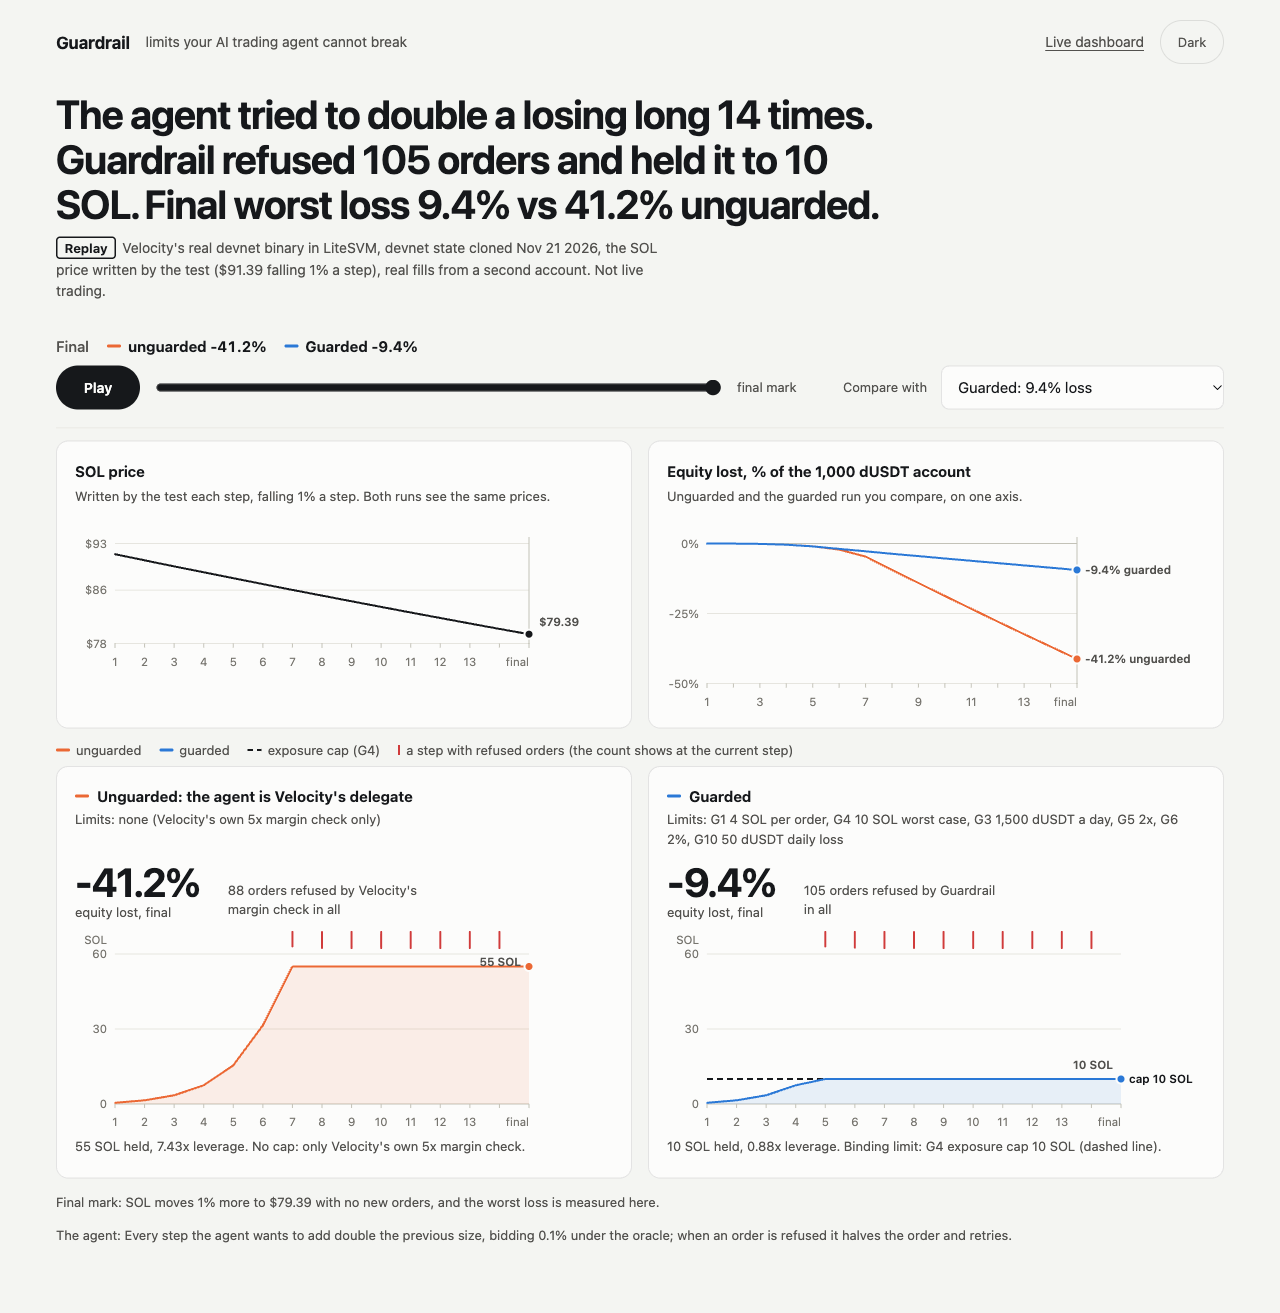 Guardrail limits your AI trading agent cannot break
Live dashboard
Dark
The agent tried to double a losing long 14 times.
Guardrail refused 105 orders and held it to 10
SOL. Final worst loss 9.4% vs 41.2% unguarded.
Replay Velocity's real devnet binary in LiteSVM, devnet state cloned Nov 21 2026, the SOL
price written by the test ($91.39 falling 1% a step), real fills from a second account. Not live
trading.
Final unguarded -41.2% Guarded -9.4%
Play
final mark
Compare with
Guarded: 9.4% loss
SOL price
Written by the test each step, falling 1% a step. Both runs see the same prices.
$93
$86
$78
$79.39
1 2 3 4 5 6 7 8 9 10 11 12 13 final
Equity lost, % of the 1,000 dUSDT account
Unguarded and the guarded run you compare, on one axis.
0%
-25%
-50%
-9.4% guarded
-41.2% unguarded
1 3 5 7 9 11 13 final
unguarded guarded exposure cap (G4) a step with refused orders (the count shows at the current step)
Unguarded: the agent is Velocity's delegate
Limits: none (Velocity's own 5x margin check only)
-41.2%
equity lost, final
88 orders refused by Velocity's
margin check in all
SOL
60
30
0
55 SOL
1 2 3 4 5 6 7 8 9 10 11 12 13 final
55 SOL held, 7.43x leverage. No cap: only Velocity's own 5x margin check.
Guarded
Limits: G1 4 SOL per order, G4 10 SOL worst case, G3 1,500 dUSDT a day, G5 2x, G6
2%, G10 50 dUSDT daily loss
-9.4%
equity lost, final
105 orders refused by Guardrail
in all
SOL
60
30
0
10 SOL
cap 10 SOL
1 2 3 4 5 6 7 8 9 10 11 12 13 final
10 SOL held, 0.88x leverage. Binding limit: G4 exposure cap 10 SOL (dashed line).
Final mark: SOL moves 1% more to $79.39 with no new orders, and the worst loss is measured here.
The agent: Every step the agent wants to add double the previous size, bidding 0.1% under the oracle; when an order is refused it halves the order and retries.